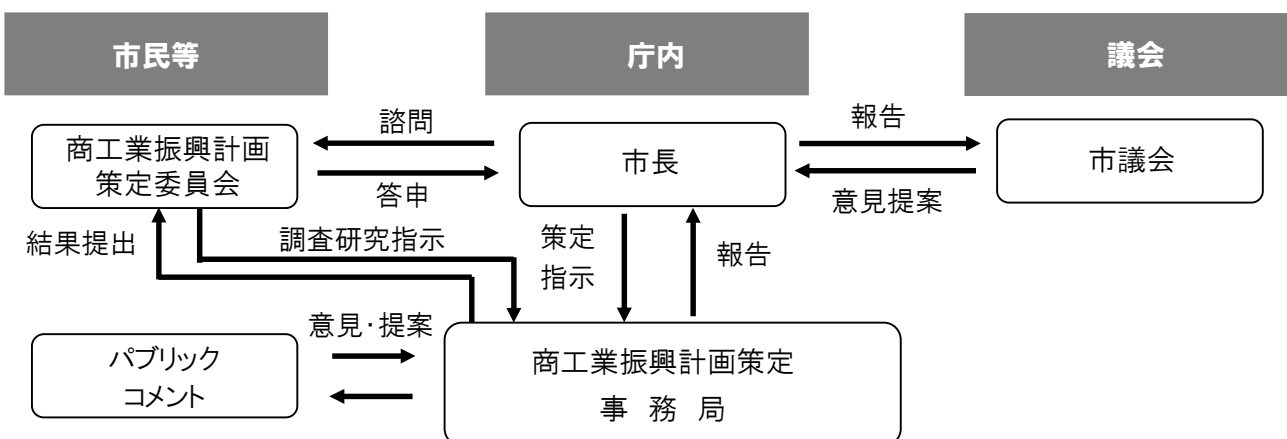 市民等
庁内
議会
諮問
報告
商工業振興計画
策定委員会
市長
市議会
答申
意見提案
結果提出
調査研究指示
策定
指示
報告
意見・提案
パブリック
コメント
商工業振興計画策定
事 務 局